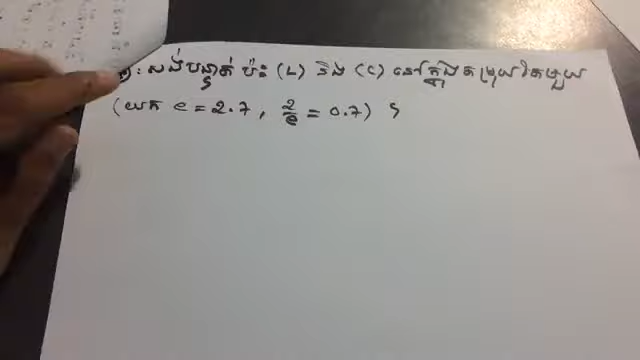 សង់បន្ទាត់ ប៉ះ (L) និង (C) នៅក្នុងតម្រុយតែមួយ
(យក e = 2.7 , 2/e = 0.7) ។